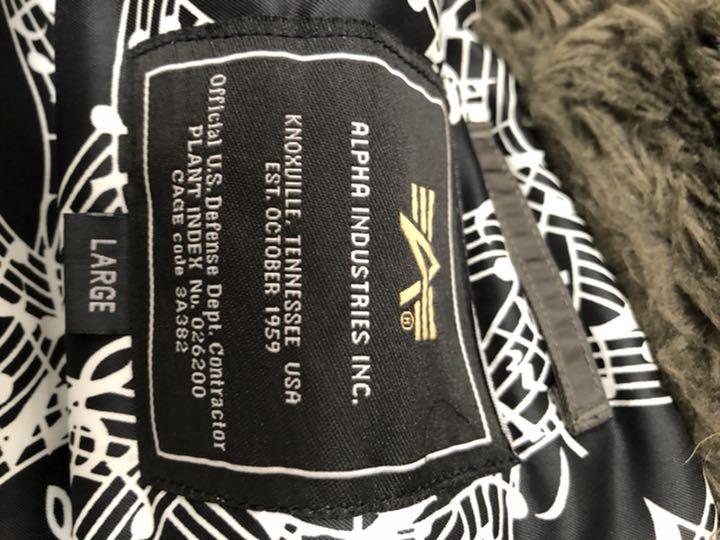 ALPHA INDUSTRIES INC.
KNOXVILLE, TENNESSEE USA
EST. OCTOBER 1959
Official U.S. Defense Dept. Contractor
PLANT INDEX No. 026200
CAGE code 3A382
LARGE